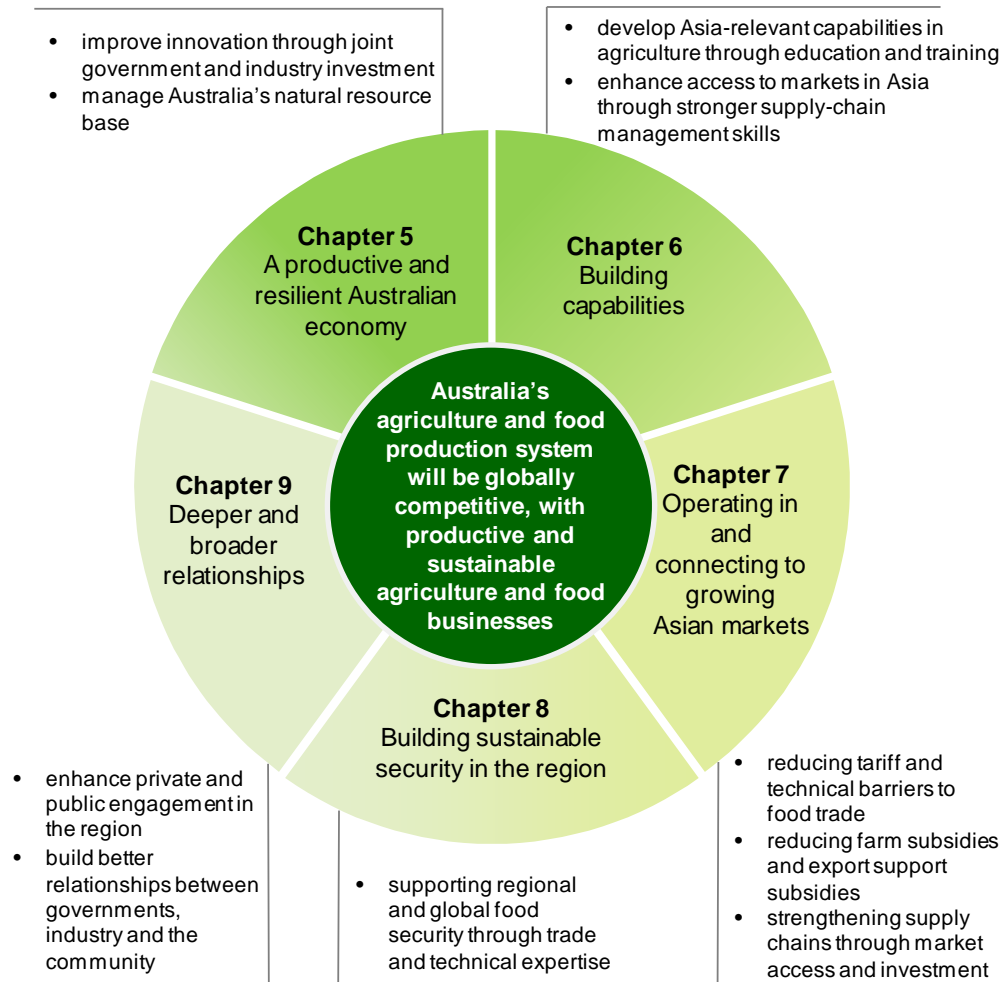 • improve innovation through joint
government and industry investment
• manage Australia's natural resource
base
• develop Asia-relevant capabilities in
agriculture through education and training
• enhance access to markets in Asia
through stronger supply-chain
management skills
Chapter 5
A productive and
resilient Australian
economy
Chapter 6
Building
capabilities
Australia's
agriculture and food
production system
will be globally
competitive, with
productive and
sustainable
agriculture and food
businesses
Chapter 9
Deeper and
broader
relationships
Chapter 7
Operating in
and
connecting to
growing
Asian markets
Chapter 8
Building sustainable
security in the region
• enhance private and
public engagement in
the region
• build better
relationships between
governments,
industry and the
community
• supporting regional
and global food
security through trade
and technical expertise
• reducing tariff and
technical barriers to
food trade
• reducing farm subsidies
and export support
subsidies
• strengthening supply
chains through market
access and investment